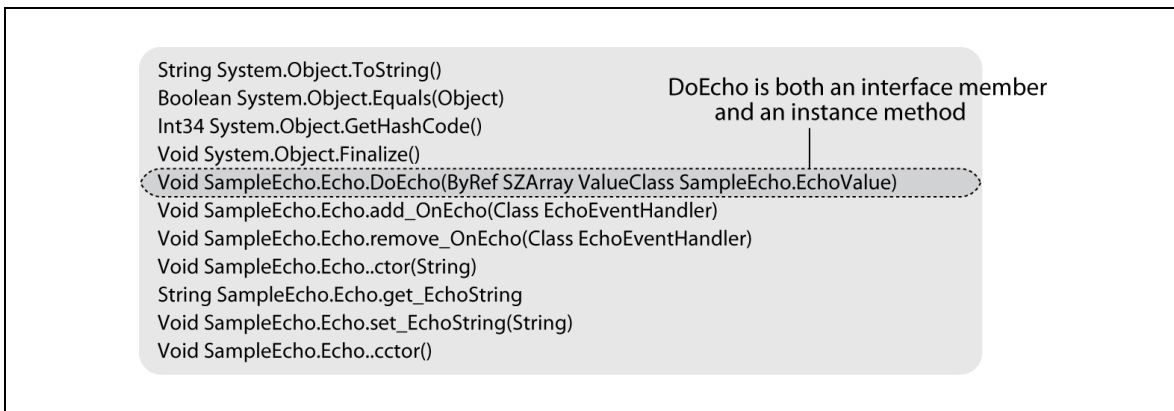 String System.Object.ToString()
Boolean System.Object.Equals(Object)
Int34 System.Object.GetHashCode()
Void System.Object.Finalize()
DoEcho is both an interface member
and an instance method
Void SampleEcho.Echo.DoEcho(ByRef SZArray ValueClass SampleEcho.EchoValue)
Void SampleEcho.Echo.add_OnEcho(Class EchoEventHandler)
Void SampleEcho.Echo.remove_OnEcho(Class EchoEventHandler)
Void SampleEcho.Echo..ctor(String)
String SampleEcho.Echo.get_EchoString
Void SampleEcho.Echo.set_EchoString(String)
Void SampleEcho.Echo..cctor()